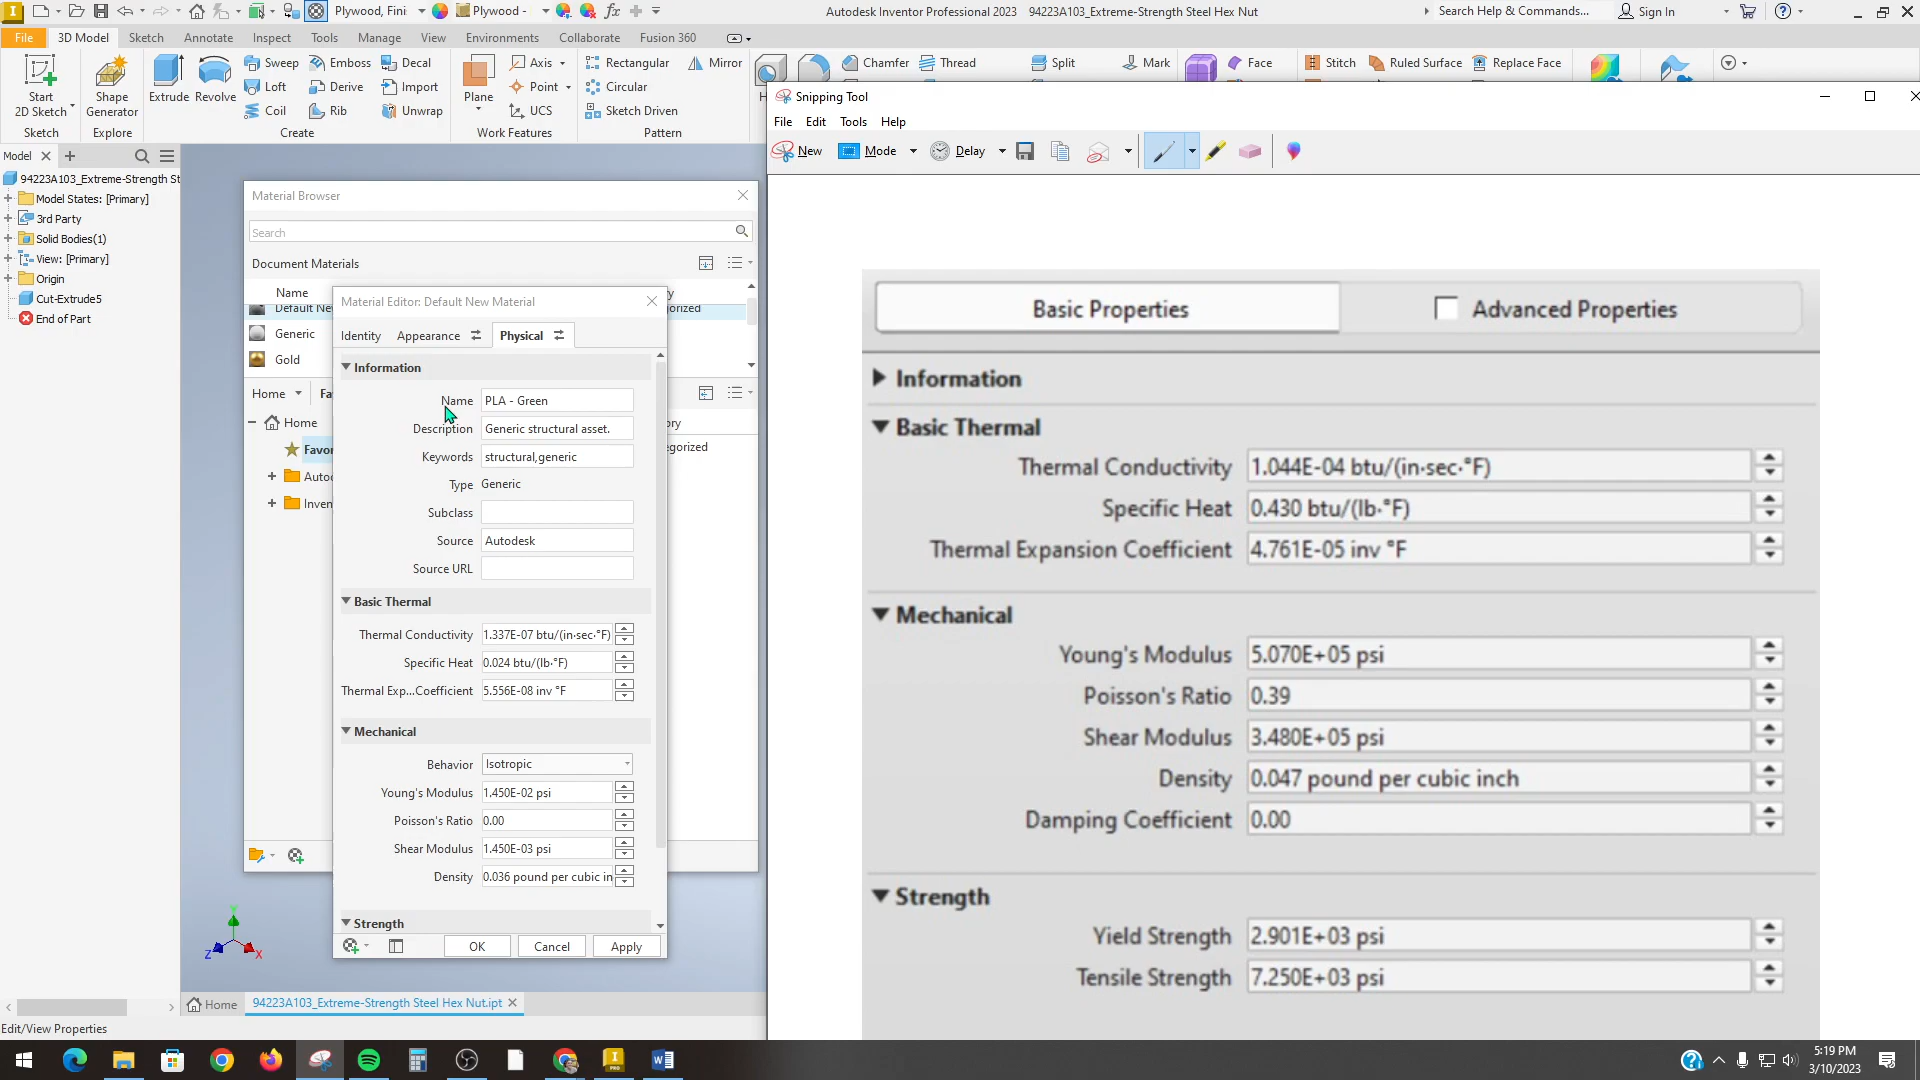 Plywood, Fini
Plywood -
Autodesk Inventor Professional 2023 94223A103_Extreme-Strength Steel Hex Nut
Search Help & Commands...
Sign In
File 3D Model Sketch Annotate Inspect Tools Manage View Environments Collaborate Fusion 360
Start
2D Sketch
Shape
Generator
Extrude
Revolve
Sweep
Loft
Coil
Emboss
Derive
Rib
Decal
Import
Unwrap
Plane
Axis
Point
UCS
Rectangular
Circular
Sketch Driven
Mirror
Chamfer
Thread
Split
Mark
Face
Stitch
Ruled Surface
Replace Face
Sketch Explore Create Work Features Pattern
Model
94223A103_Extreme-Strength St
Model States: [Primary]
3rd Party
Solid Bodies(1)
View: [Primary]
Origin
Cut-Extrude5
End of Part
Material Browser
Search
Document Materials
Name
Default Ne
Generic
Gold
orized
Home
Fa
Home
Favor
Autoc
Inven
ory
egorized
Material Editor: Default New Material
Identity Appearance Physical
Information
Name PLA - Green
Description Generic structural asset.
Keywords structural,generic
Type Generic
Subclass
Source Autodesk
Source URL
Basic Thermal
Thermal Conductivity 1.337E-07 btu/(in·sec·°F)
Specific Heat 0.024 btu/(lb·°F)
Thermal Exp...Coefficient 5.556E-08 inv °F
Mechanical
Behavior Isotropic
Young's Modulus 1.450E-02 psi
Poisson's Ratio 0.00
Shear Modulus 1.450E-03 psi
Density 0.036 pound per cubic in
Strength
OK Cancel Apply
Z Y X
Home 94223A103_Extreme-Strength Steel Hex Nut.ipt
Edit/View Properties
Snipping Tool
File Edit Tools Help
New Mode Delay
Basic Properties Advanced Properties
Information
Basic Thermal
Thermal Conductivity 1.044E-04 btu/(in·sec·°F)
Specific Heat 0.430 btu/(lb·°F)
Thermal Expansion Coefficient 4.761E-05 inv °F
Mechanical
Young's Modulus 5.070E+05 psi
Poisson's Ratio 0.39
Shear Modulus 3.480E+05 psi
Density 0.047 pound per cubic inch
Damping Coefficient 0.00
Strength
Yield Strength 2.901E+03 psi
Tensile Strength 7.250E+03 psi
5:19 PM
3/10/2023